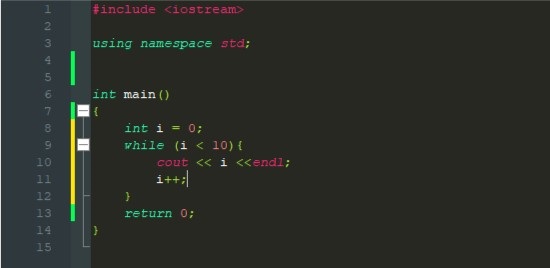 1 #include <iostream>
2
3 using namespace std;
4
5
6 int main()
7 {
8 int i = 0;
9 while (i < 10){
10 cout << i <<endl;
11 i++;
12 }
13 return 0;
14 }
15